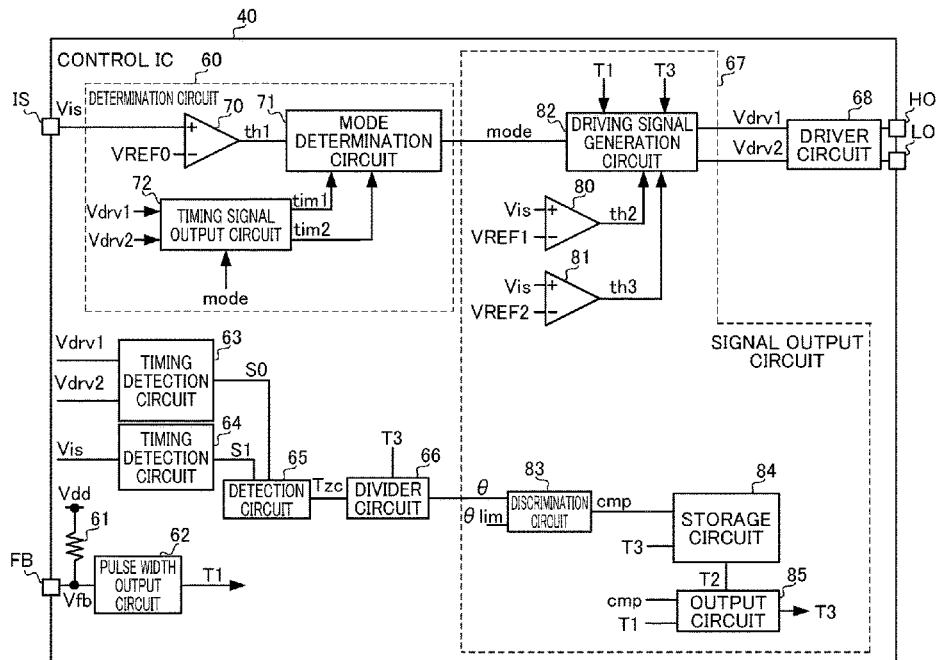 40
CONTROL IC
60
DETERMINATION CIRCUIT
IS
Vis
70
+
−
VREF0
th1
71
MODE
DETERMINATION
CIRCUIT
mode
72
Vdrv1
Vdrv2
TIMING SIGNAL
OUTPUT CIRCUIT
tim1
tim2
mode
67
T1
T3
82
DRIVING SIGNAL
GENERATION
CIRCUIT
Vdrv1
Vdrv2
68
DRIVER
CIRCUIT
HO
LO
80
Vis
+
VREF1
−
th2
81
Vis
+
VREF2
−
th3
SIGNAL OUTPUT
CIRCUIT
Vdrv1
Vdrv2
63
TIMING
DETECTION
CIRCUIT
S0
Vis
64
TIMING
DETECTION
CIRCUIT
S1
65
DETECTION
CIRCUIT
Tzc
T3
66
DIVIDER
CIRCUIT
θ
θ lim
83
DISCRIMINATION
CIRCUIT
cmp
84
STORAGE
CIRCUIT
T3
T2
85
cmp
T1
OUTPUT
CIRCUIT
T3
Vdd
61
FB
Vfb
62
PULSE WIDTH
OUTPUT
CIRCUIT
T1